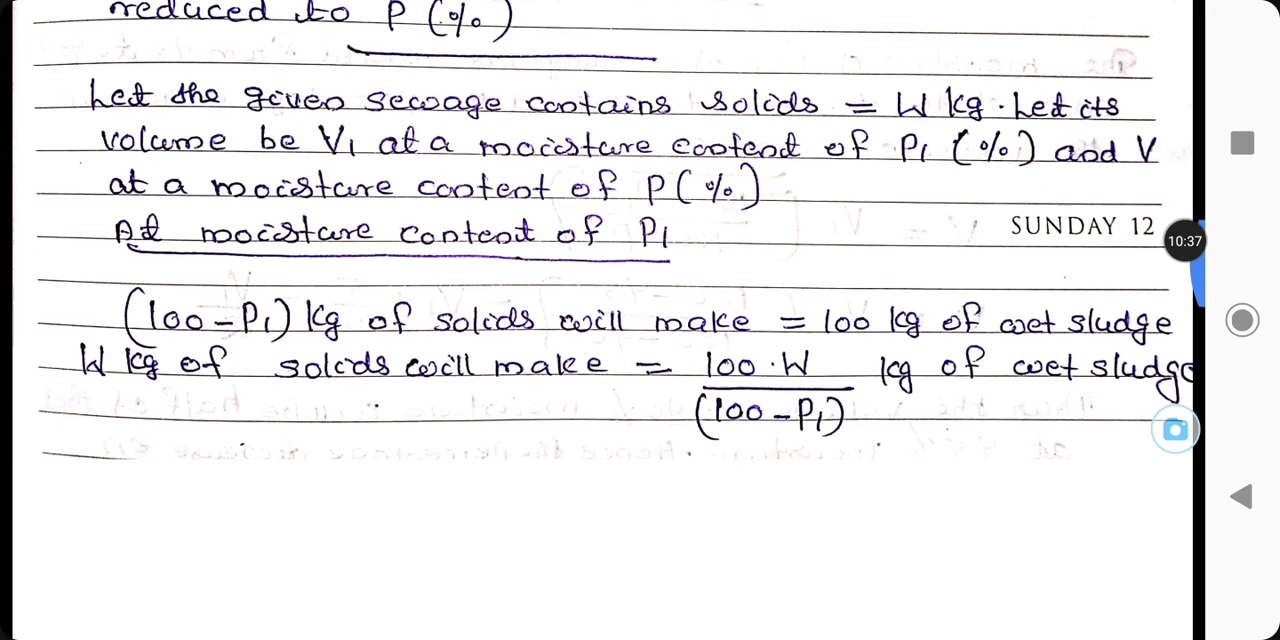 reduced to P (%)
Let the given sewage contains solids = W kg. Let its
volume be V1 at a moisture content of P1 (%) and V
at a moisture content of P(%)
At moisture content of P1
SUNDAY 12
10:37
(100-P1) kg of solids will make = 100 kg of wet sludge
W kg of solids will make = 100.W / (100-P1) kg of wet sludge